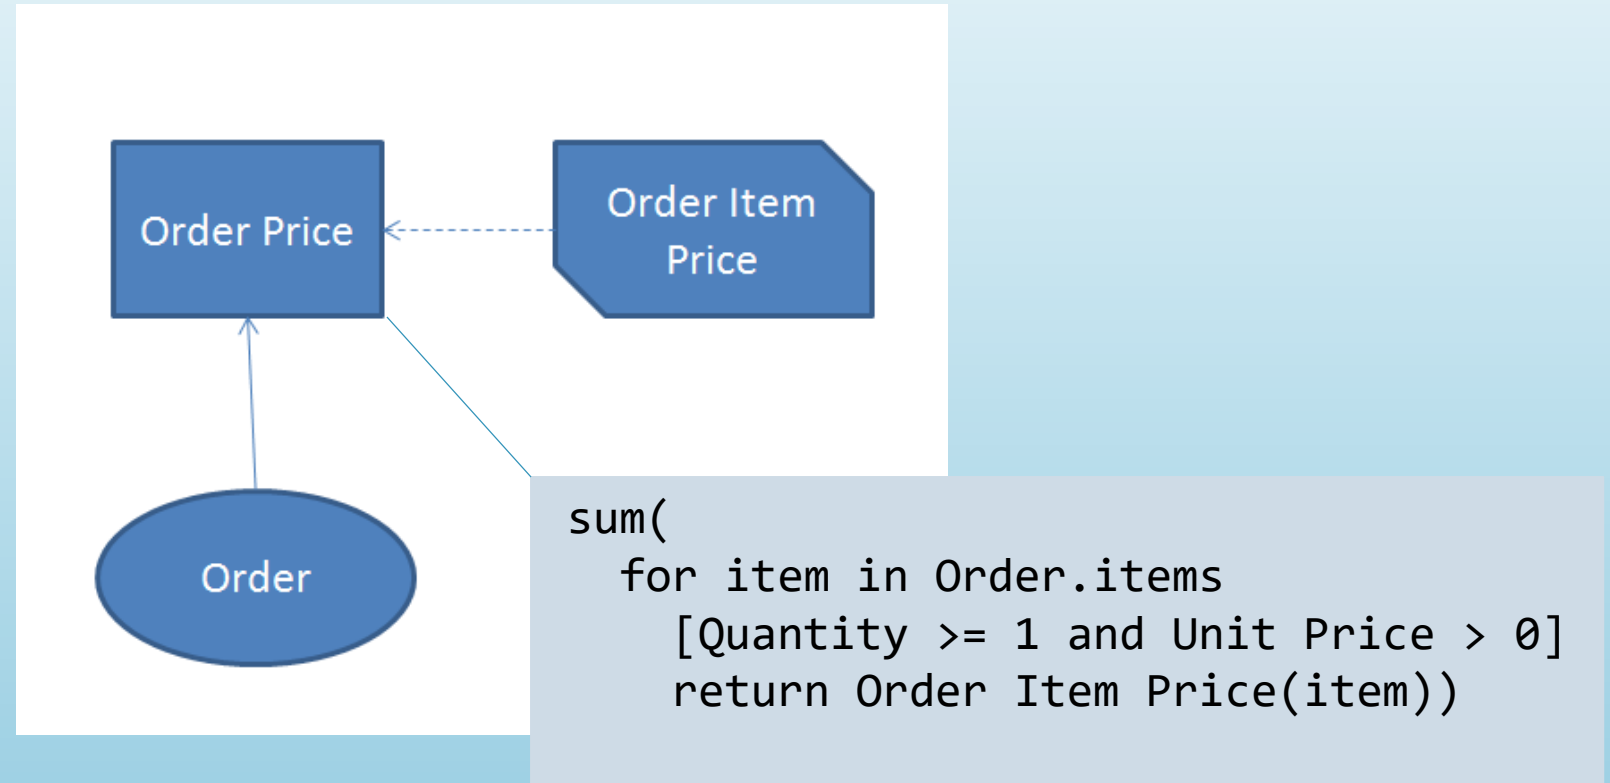 Order Price
Order Item
Price
Order
sum(
for item in Order.items
[Quantity >= 1 and Unit Price > 0]
return Order Item Price(item))